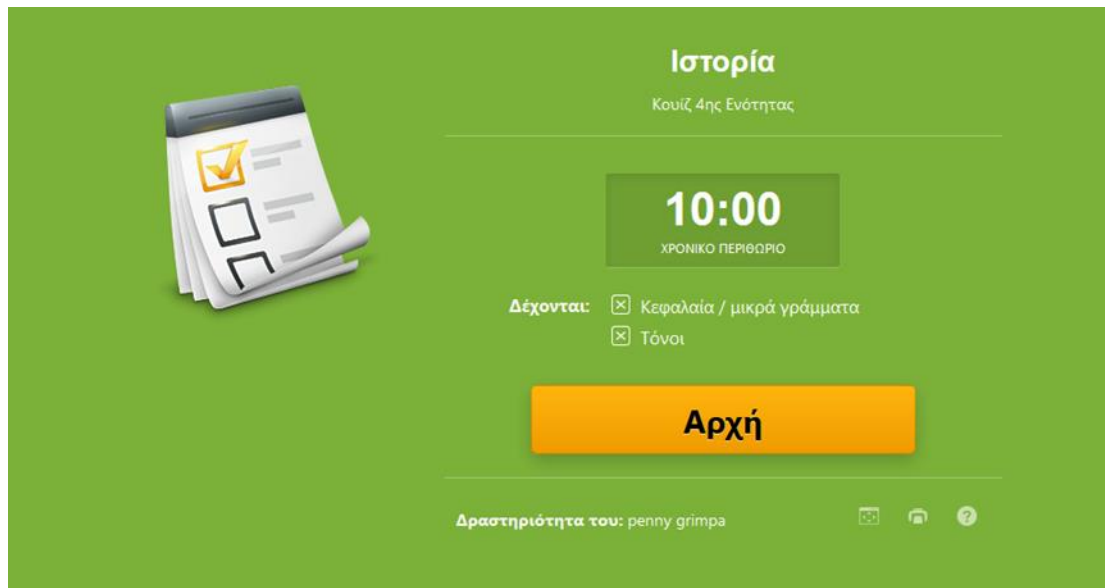 Ιστορία
Κουίζ 4ης Ενότητας
10:00
ΧΡΟΝΙΚΟ ΠΕΡΙΘΩΡΙΟ
Δέχονται: Κεφαλαία / μικρά γράμματα
Τόνοι
Αρχή
Δραστηριότητα του: penny grimpa